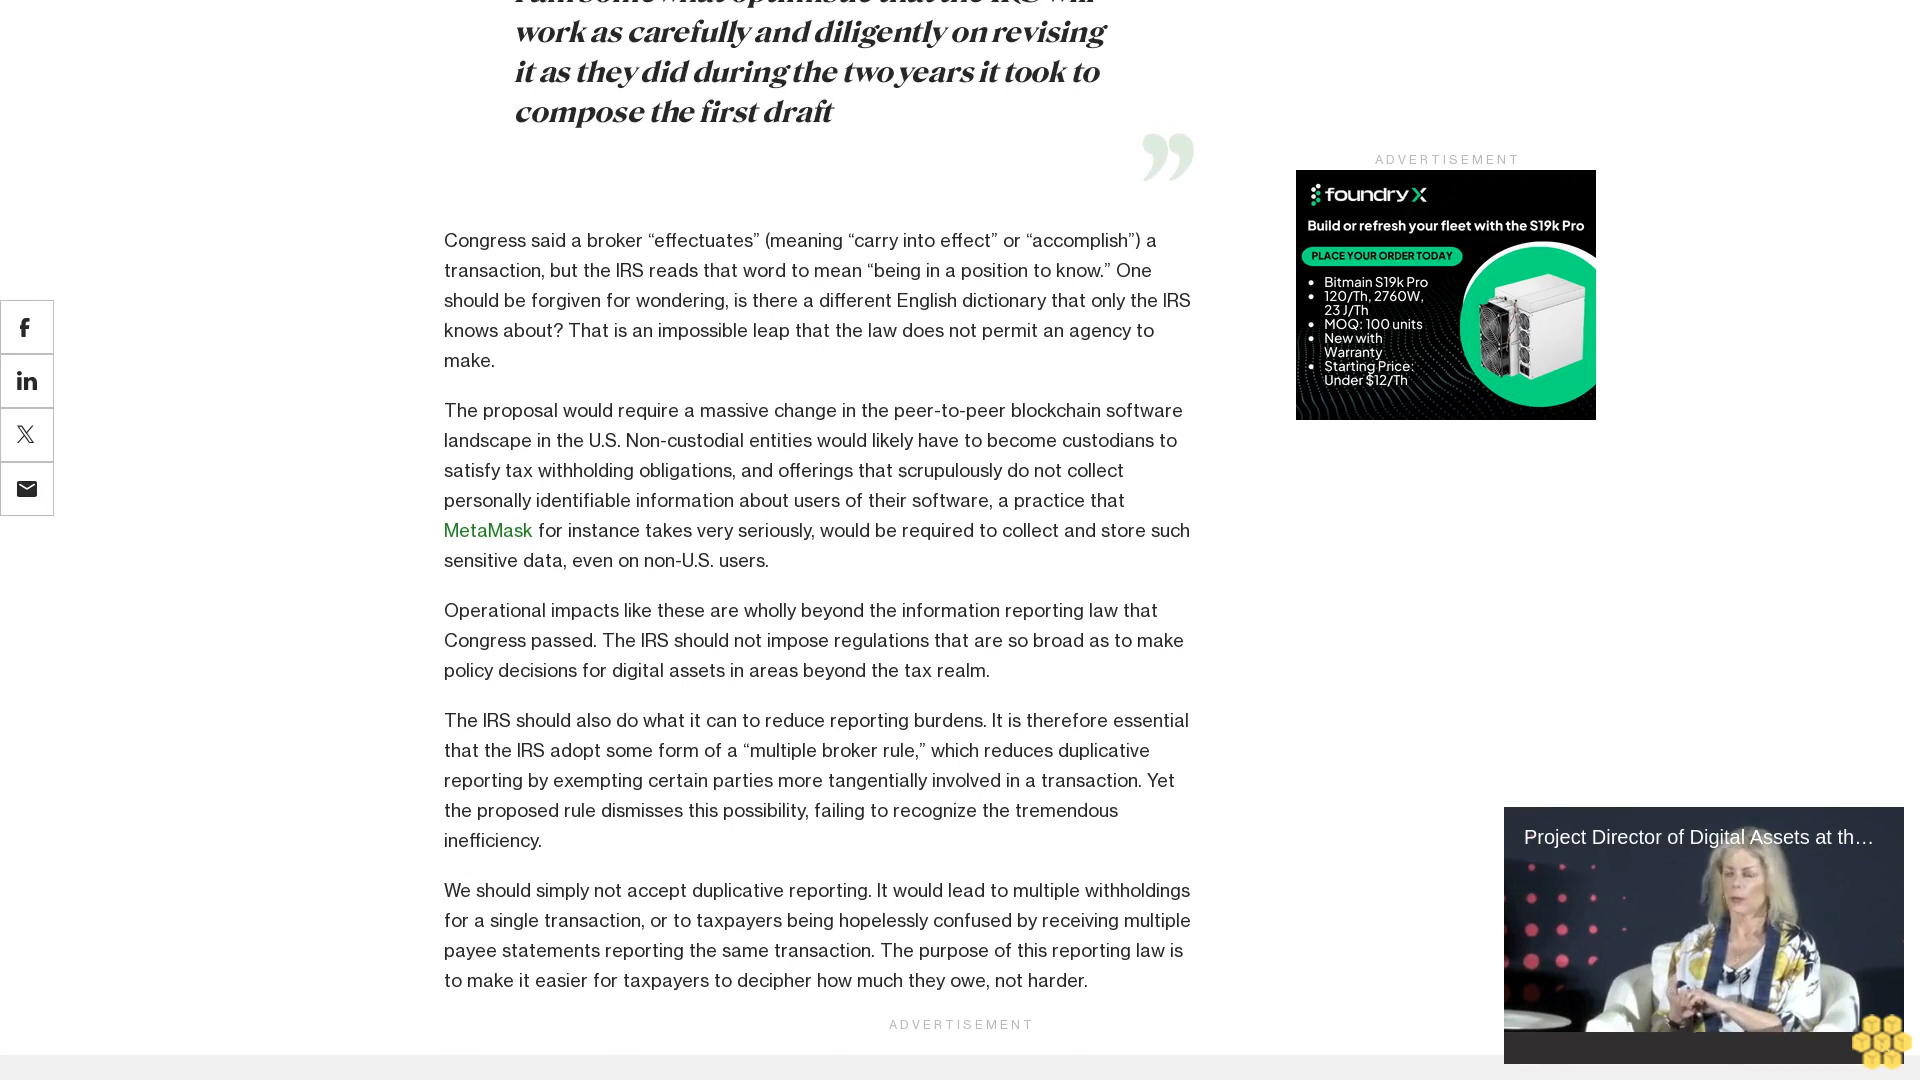 work as carefully and diligently on revising
it as they did during the two years it took to
compose the first draft
”
ADVERTISEMENT
foundry X
Build or refresh your fleet with the S19k Pro
PLACE YOUR ORDER TODAY
• Bitmain S19k Pro
• 120/Th, 2760W,
23 J/Th
• MOQ: 100 units
• New with
Warranty
• Starting Price:
Under $12/Th
Congress said a broker “effectuates” (meaning “carry into effect” or “accomplish”) a
transaction, but the IRS reads that word to mean “being in a position to know.” One
should be forgiven for wondering, is there a different English dictionary that only the IRS
knows about? That is an impossible leap that the law does not permit an agency to
make.
The proposal would require a massive change in the peer-to-peer blockchain software
landscape in the U.S. Non-custodial entities would likely have to become custodians to
satisfy tax withholding obligations, and offerings that scrupulously do not collect
personally identifiable information about users of their software, a practice that
MetaMask for instance takes very seriously, would be required to collect and store such
sensitive data, even on non-U.S. users.
Operational impacts like these are wholly beyond the information reporting law that
Congress passed. The IRS should not impose regulations that are so broad as to make
policy decisions for digital assets in areas beyond the tax realm.
The IRS should also do what it can to reduce reporting burdens. It is therefore essential
that the IRS adopt some form of a “multiple broker rule,” which reduces duplicative
reporting by exempting certain parties more tangentially involved in a transaction. Yet
the proposed rule dismisses this possibility, failing to recognize the tremendous
inefficiency.
We should simply not accept duplicative reporting. It would lead to multiple withholdings
for a single transaction, or to taxpayers being hopelessly confused by receiving multiple
payee statements reporting the same transaction. The purpose of this reporting law is
to make it easier for taxpayers to decipher how much they owe, not harder.
Project Director of Digital Assets at th...
ADVERTISEMENT